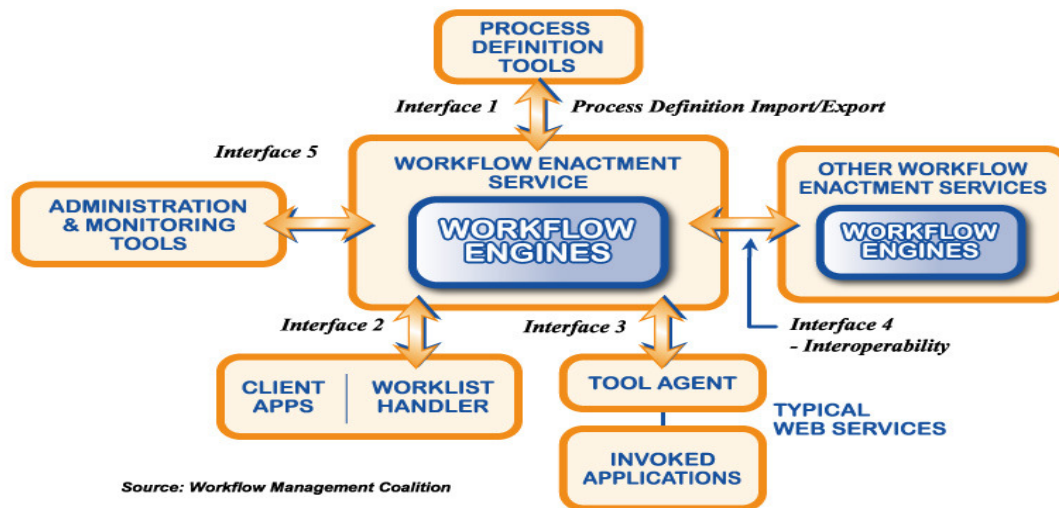 PROCESS
DEFINITION
TOOLS
Interface 1
Process Definition Import/Export
Interface 5
WORKFLOW ENACTMENT
SERVICE
WORKFLOW
ENGINES
OTHER WORKFLOW
ENACTMENT SERVICES
WORKFLOW
ENGINES
ADMINISTRATION
& MONITORING
TOOLS
Interface 2
Interface 3
Interface 4
- Interoperability
CLIENT
APPS
WORKLIST
HANDLER
TOOL AGENT
TYPICAL
WEB SERVICES
INVOKED
APPLICATIONS
Source: Workflow Management Coalition